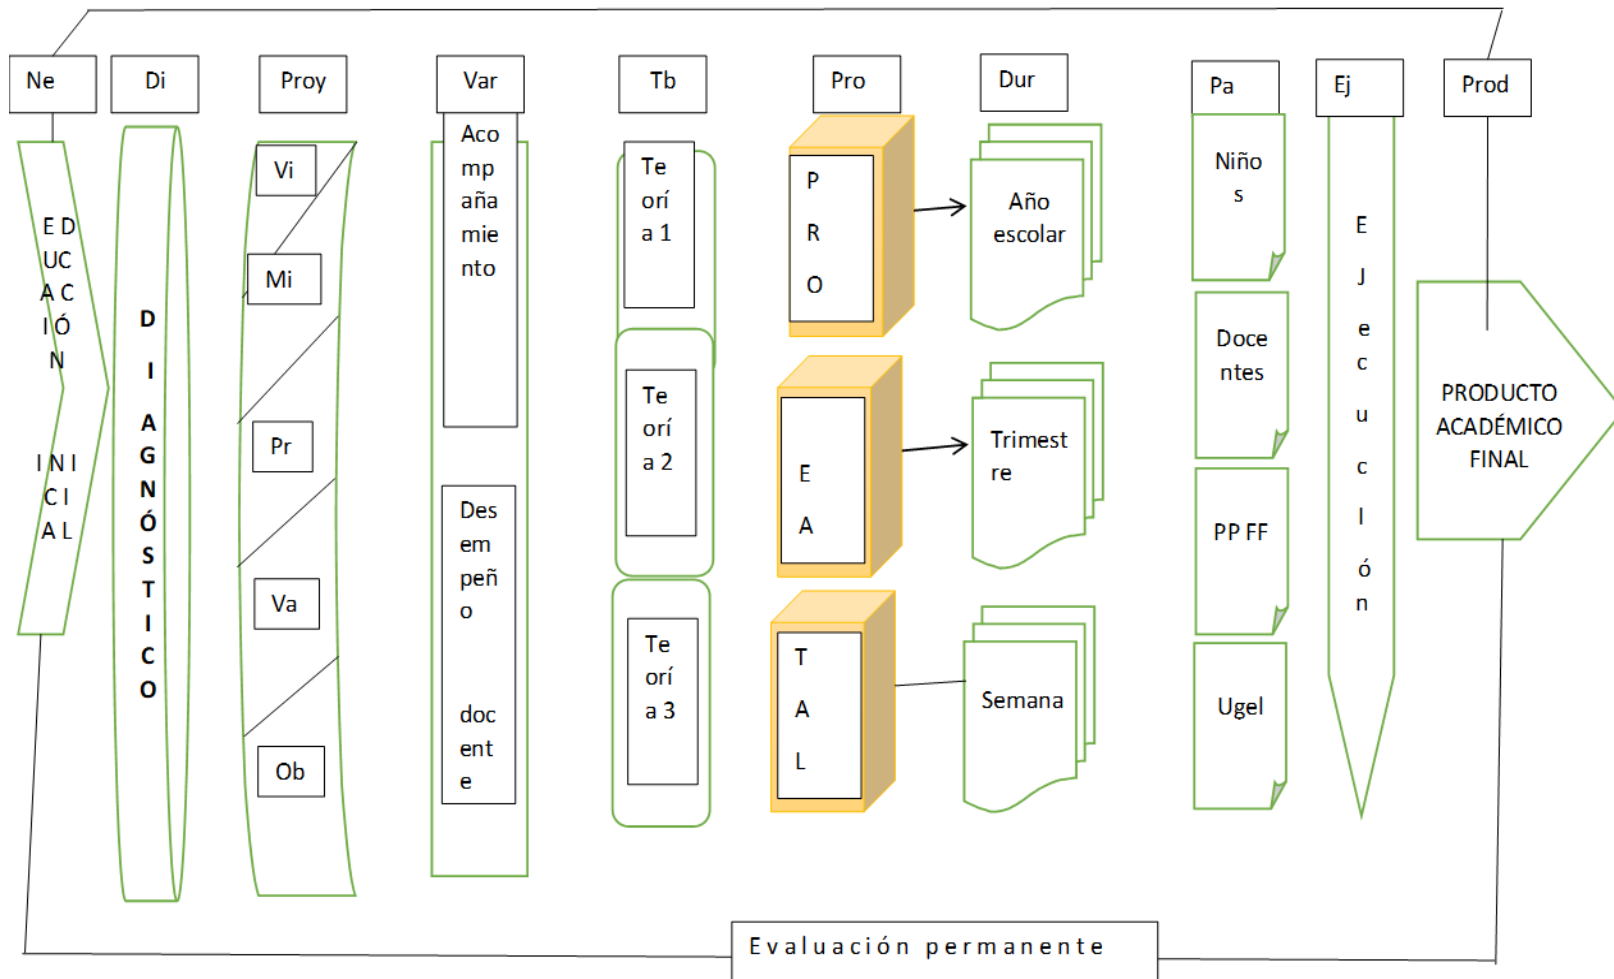 Ne
Di
Proy
Var
Tb
Pro
Dur
Pa
Ej
Prod
E D
UC
A C
I Ó
N
I N I
C I
A L
D
I
A
G
N
Ó
S
T
I
C
O
Vi
Mi
Pr
Va
Ob
Aco
mp
aña
mie
nto
Des
em
peñ
o
doc
ent
e
Te
orí
a 1
Te
orí
a 2
Te
orí
a 3
P
R
O
E
A
T
A
L
Año
escolar
Trimest
re
Semana
Niño
s
Doce
ntes
PP FF
Ugel
E
J
e
c
u
c
I
ó
n
PRODUCTO
ACADÉMICO
FINAL
Evaluación permanente